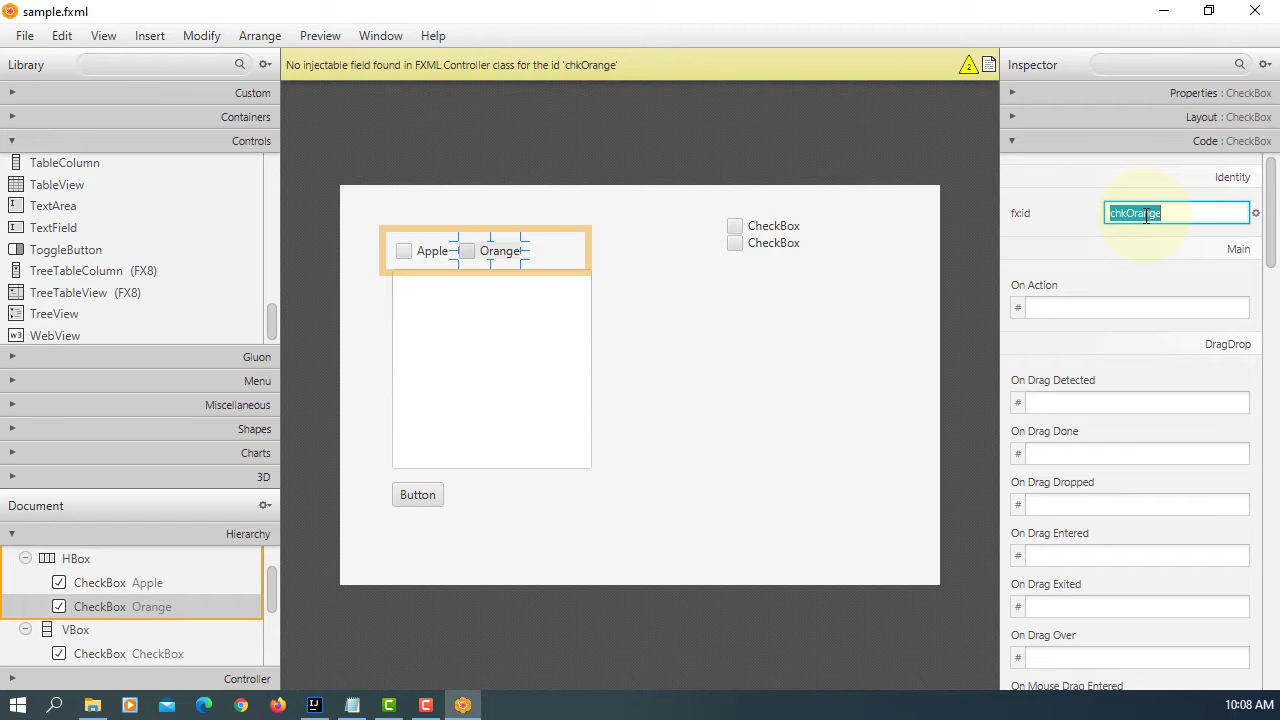 sample.fxml
File Edit View Insert Modify Arrange Preview Window Help
Library
Custom
Containers
Controls
TableColumn
TableView
TextArea
TextField
ToggleButton
TreeTableColumn (FX8)
TreeTableView (FX8)
TreeView
WebView
Gluon
Menu
Miscellaneous
Shapes
Charts
3D
Document
Hierarchy
HBox
CheckBox Apple
CheckBox Orange
VBox
CheckBox CheckBox
Controller
No injectable field found in FXML Controller class for the id 'chkOrange'
2
Apple Orange
CheckBox
CheckBox
Button
Inspector
Properties : CheckBox
Layout : CheckBox
Code : CheckBox
Identity
fx:id chkOrange
Main
On Action
#
DragDrop
On Drag Detected
#
On Drag Done
#
On Drag Dropped
#
On Drag Entered
#
On Drag Exited
#
On Drag Over
#
On Mouse Drag Entered
10:08 AM